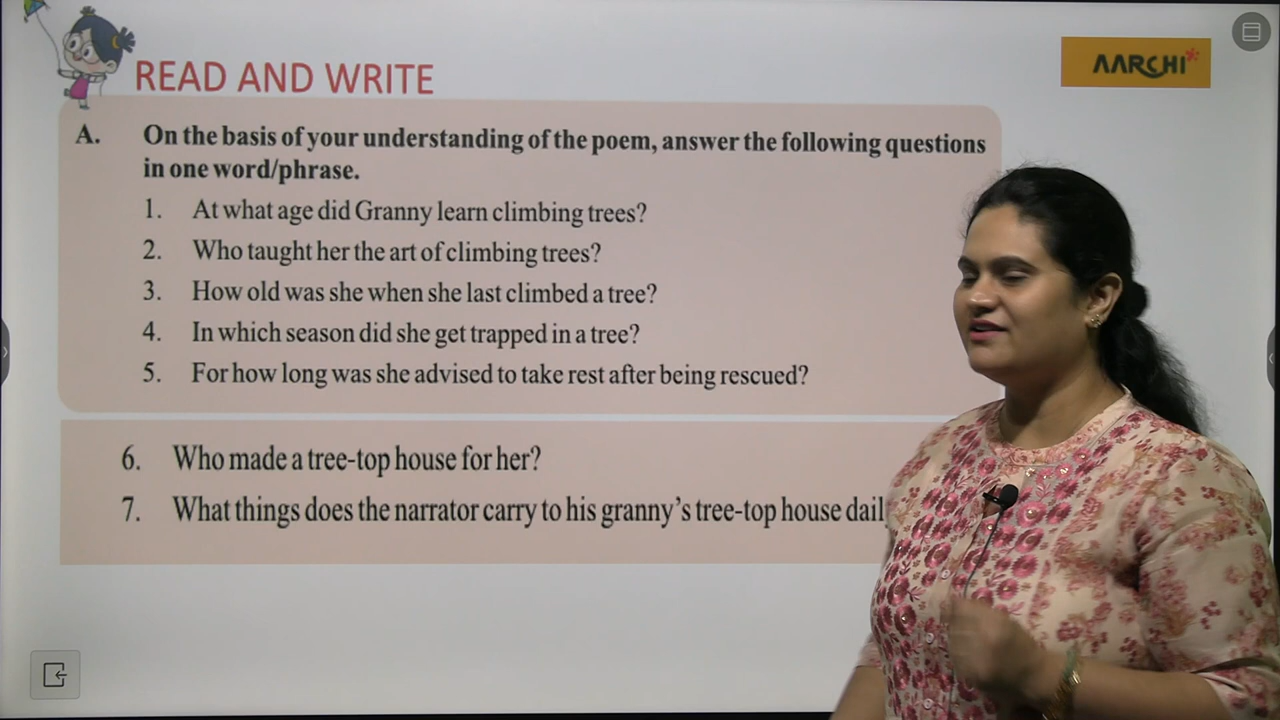 READ AND WRITE
AARCHI*
A. On the basis of your understanding of the poem, answer the following questions
in one word/phrase.
1. At what age did Granny learn climbing trees?
2. Who taught her the art of climbing trees?
3. How old was she when she last climbed a tree?
4. In which season did she get trapped in a tree?
5. For how long was she advised to take rest after being rescued?
6. Who made a tree-top house for her?
7. What things does the narrator carry to his granny's tree-top house